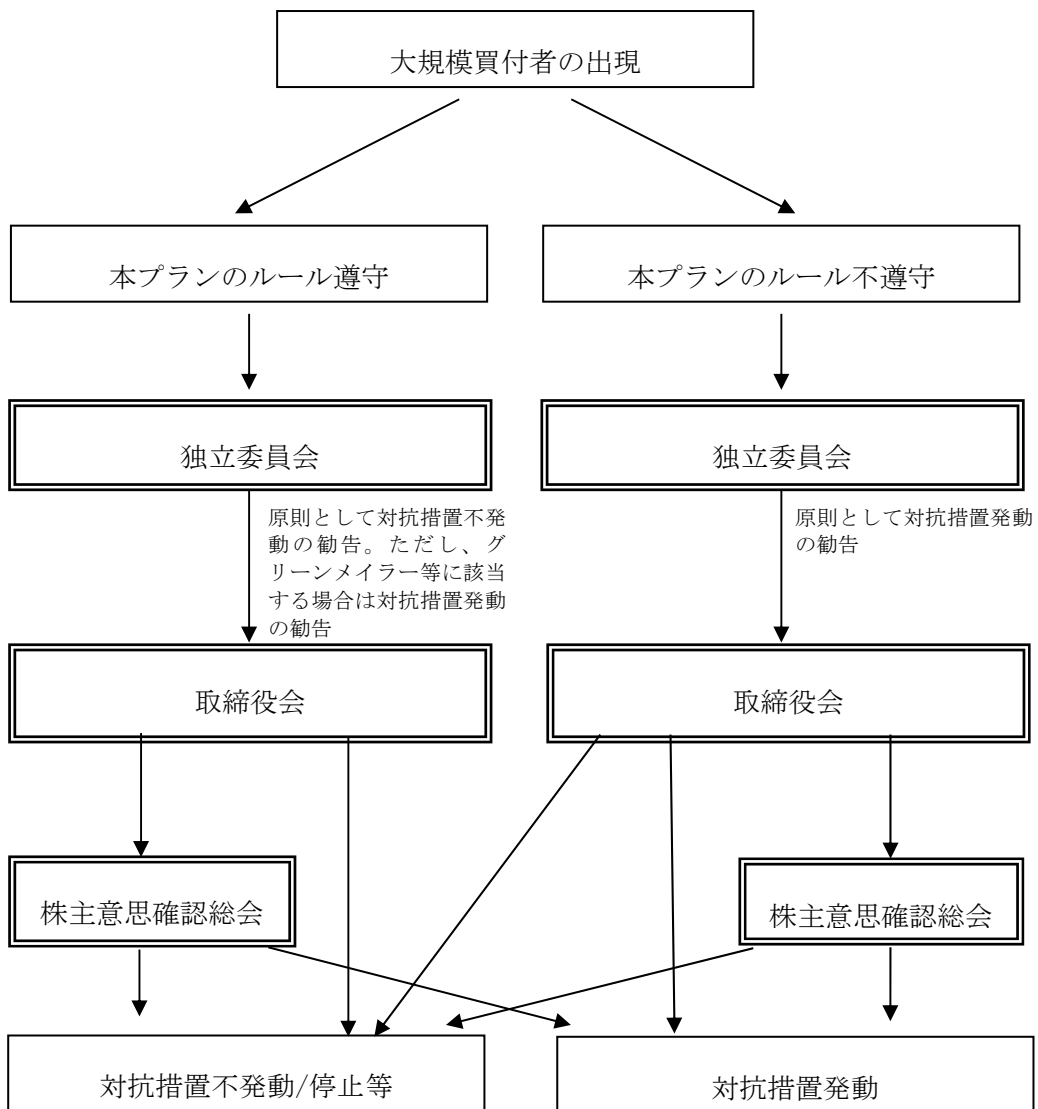 大規模買付者の出現
本プランのルール遵守
本プランのルール不遵守
独立委員会
独立委員会
原則として対抗措置不発
動の勧告。ただし、グ
リーンメイラー等に該当
する場合は対抗措置発動
の勧告
原則として対抗措置発動
の勧告
取締役会
取締役会
株主意思確認総会
株主意思確認総会
対抗措置不発動/停止等
対抗措置発動